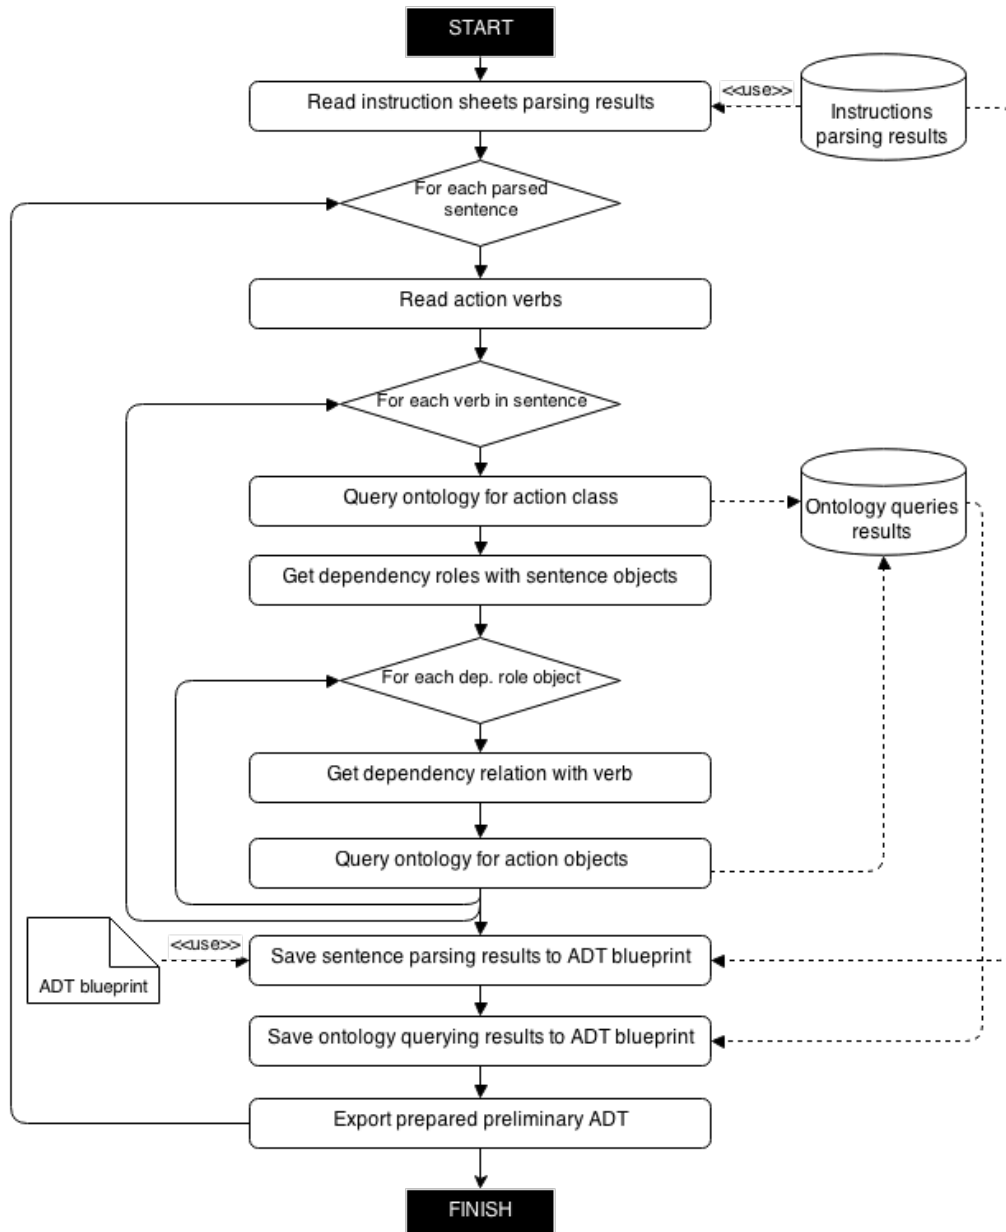 START
Read instruction sheets parsing results
<<use>>
Instructions
parsing results
For each parsed
sentence
Read action verbs
For each verb in sentence
Query ontology for action class
Ontology queries
results
Get dependency roles with sentence objects
For each dep. role object
Get dependency relation with verb
Query ontology for action objects
<<use>>
ADT blueprint
Save sentence parsing results to ADT blueprint
Save ontology querying results to ADT blueprint
Export prepared preliminary ADT
FINISH